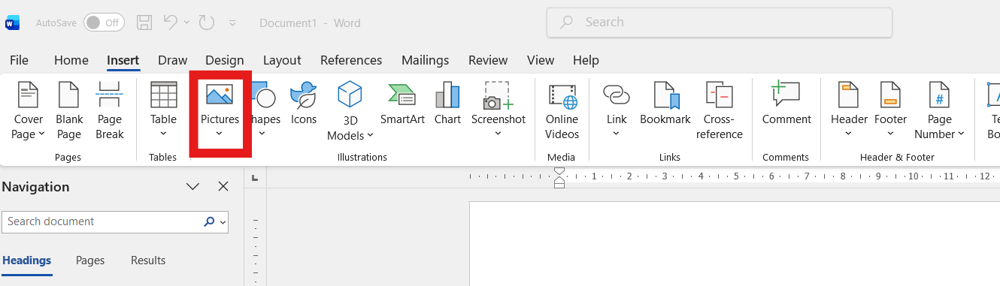 AutoSave Off Document1 - Word Search
File Home Insert Draw Design Layout References Mailings Review View Help
Cover Page Blank Page Page Break
Pages
Table
Tables
Pictures hapes Icons 3D Models SmartArt Chart Screenshot
Illustrations
Online Videos
Media
Link Bookmark Cross-reference
Links
Comment
Comments
Header Footer Page Number
Header & Footer
Navigation
1 2 3 4 5 6 7 8 9 10 11 12
Search document
Headings Pages Results